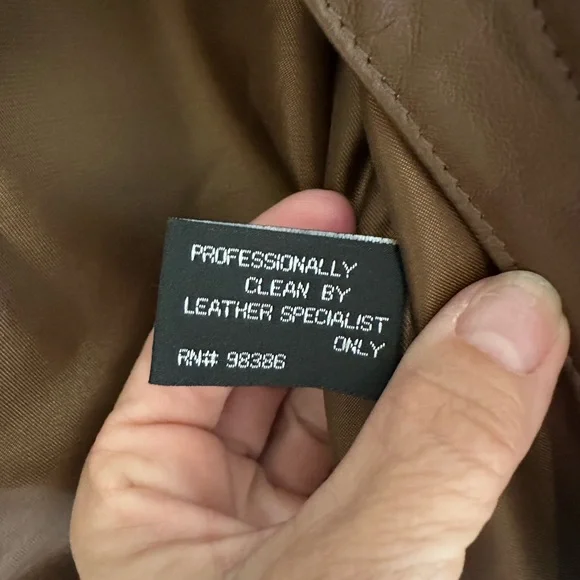 PROFESSIONALLY
CLEAN BY
LEATHER SPECIALIST
ONLY
RN# 98386